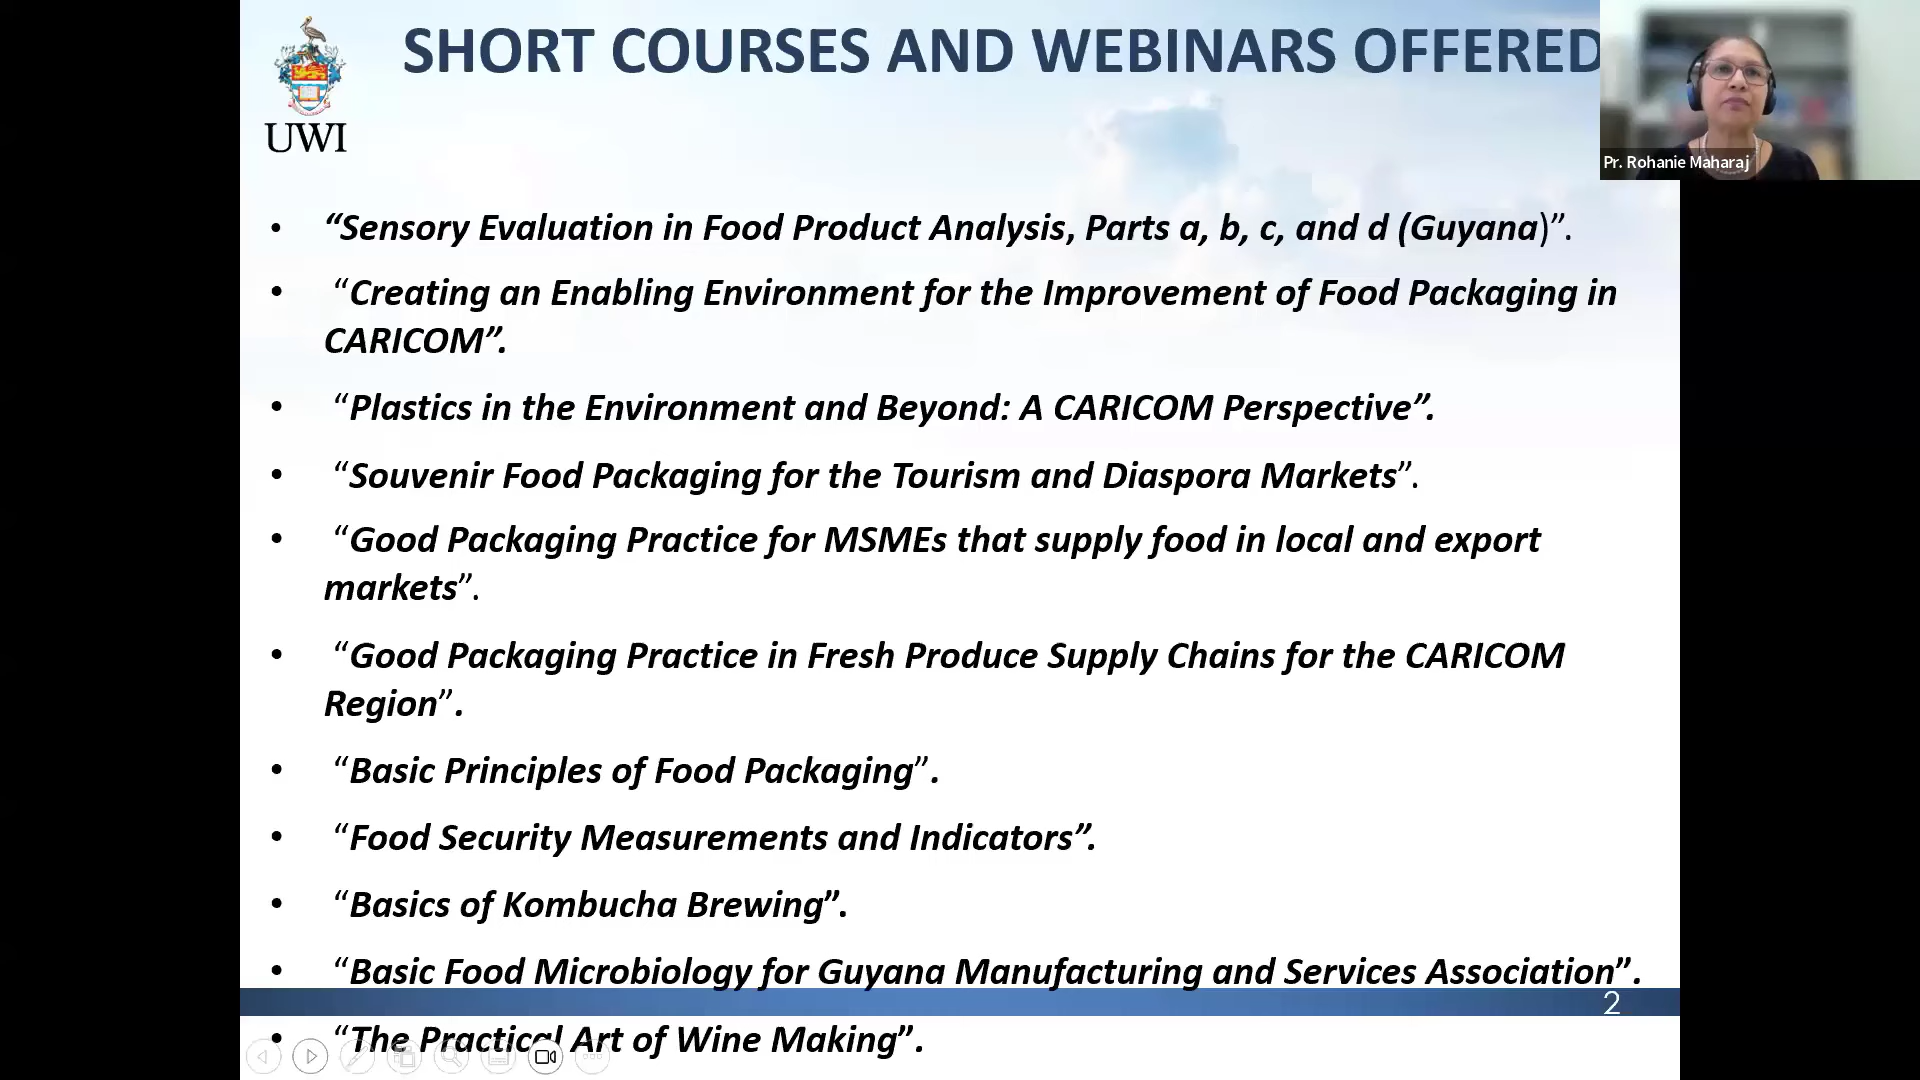 SHORT COURSES AND WEBINARS OFFERED
UWI
Pr. Rohanie Maharaj
• “Sensory Evaluation in Food Product Analysis, Parts a, b, c, and d (Guyana)”.
• “Creating an Enabling Environment for the Improvement of Food Packaging in
CARICOM”.
• “Plastics in the Environment and Beyond: A CARICOM Perspective”.
• “Souvenir Food Packaging for the Tourism and Diaspora Markets”.
• “Good Packaging Practice for MSMEs that supply food in local and export
markets”.
• “Good Packaging Practice in Fresh Produce Supply Chains for the CARICOM
Region”.
• “Basic Principles of Food Packaging”.
• “Food Security Measurements and Indicators”.
• “Basics of Kombucha Brewing”.
• “Basic Food Microbiology for Guyana Manufacturing and Services Association”.
2
• “The Practical Art of Wine Making”.